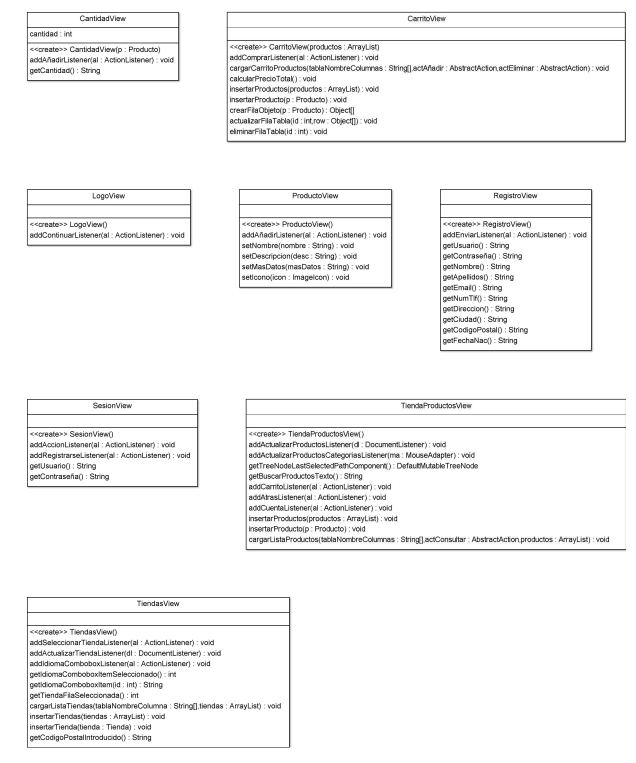 CantidadView
cantidad : int
<<create>> CantidadView(p : Producto)
addAñadirListener(al : ActionListener) : void
getCantidad() : String
CarritoView
<<create>> CarritoView(productos : ArrayList)
addComprarListener(al : ActionListener) : void
cargarCarritoProductos(tablaNombreColumnas : String[],actAñadir : AbstractAction,actEliminar : AbstractAction) : void
calcularPrecioTotal() : void
insertarProductos(productos : ArrayList) : void
insertarProducto(p : Producto) : void
crearFilaObjeto(p : Producto) : Object[]
actualizarFilaTabla(id : int,row : Object[]) : void
eliminarFilaTabla(id : int) : void
LogoView
<<create>> LogoView()
addContinuarListener(al : ActionListener) : void
ProductoView
<<create>> ProductoView()
addAñadirListener(al : ActionListener) : void
setNombre(nombre : String) : void
setDescripcion(desc : String) : void
setMasDatos(masDatos : String) : void
setIcono(icon : ImageIcon) : void
RegistroView
<<create>> RegistroView()
addEnviarListener(al : ActionListener) : void
getUsuario() : String
getContraseña() : String
getNombre() : String
getApellidos() : String
getEmail() : String
getNumTlf() : String
getDireccion() : String
getCiudad() : String
getCodigoPostal() : String
getFechaNac() : String
SesionView
<<create>> SesionView()
addAccionListener(al : ActionListener) : void
addRegistrarseListener(al : ActionListener) : void
getUsuario() : String
getContraseña() : String
TiendaProductosView
<<create>> TiendaProductosView()
addActualizarProductosListener(dl : DocumentListener) : void
addActualizarProductosCategoriasListener(ma : MouseAdapter) : void
getTreeNodeLastSelectedPathComponent() : DefaultMutableTreeNode
getBuscarProductosTexto() : String
addCarritoListener(al : ActionListener) : void
addAtrasListener(al : ActionListener) : void
addCuentaListener(al : ActionListener) : void
insertarProductos(productos : ArrayList) : void
insertarProducto(p : Producto) : void
cargarListaProductos(tablaNombreColumnas : String[],actConsultar : AbstractAction,productos : ArrayList) : void
TiendasView
<<create>> TiendasView()
addSeleccionarTiendaListener(al : ActionListener) : void
addActualizarTiendaListener(dl : DocumentListener) : void
addIdiomaComboboxListener(al : ActionListener) : void
getIdiomaComboboxItemSeleccionado() : int
getIdiomaComboboxItem(id : int) : String
getTiendaFilaSeleccionada() : int
cargarListaTiendas(tablaNombreColumna : String[],tiendas : ArrayList) : void
insertarTiendas(tiendas : ArrayList) : void
insertarTienda(tienda : Tienda) : void
getCodigoPostalIntroducido() : String